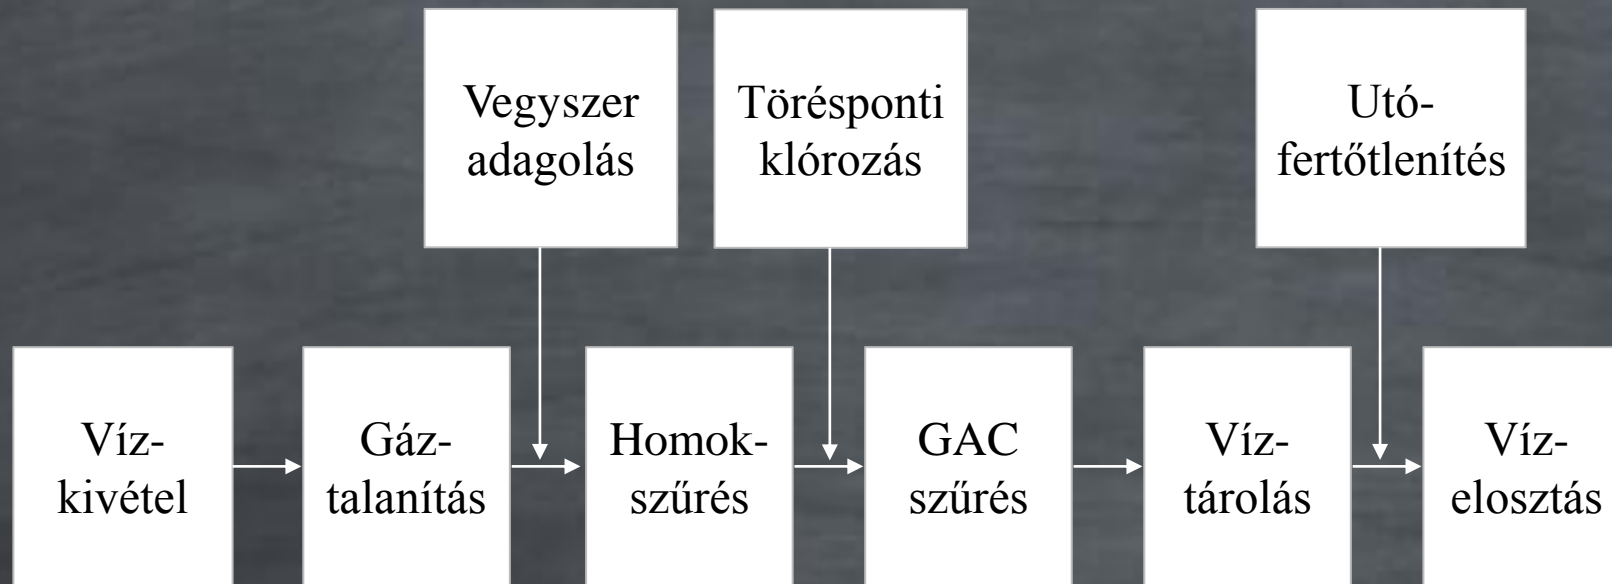 Vegyszer
adagolás
Törésponti
klórozás
Utó-
fertőtlenítés
Víz-
kivétel
Gáz-
talanítás
Homok-
szűrés
GAC
szűrés
Víz-
tárolás
Víz-
elosztás